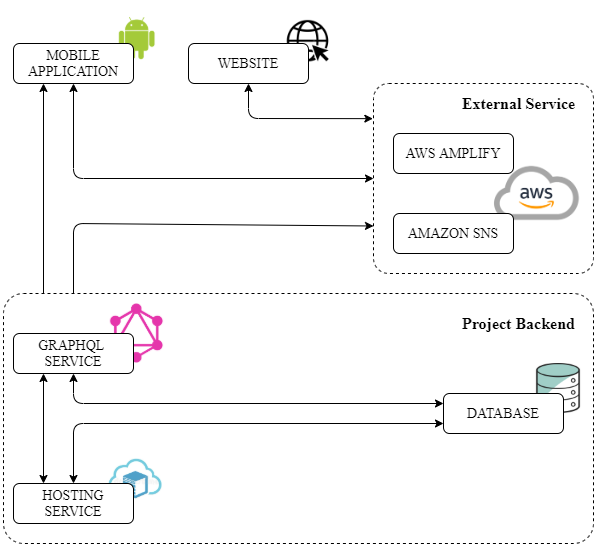 MOBILE
APPLICATION
WEBSITE
External Service
AWS AMPLIFY
aws
AMAZON SNS
Project Backend
GRAPHQL
SERVICE
DATABASE
HOSTING
SERVICE